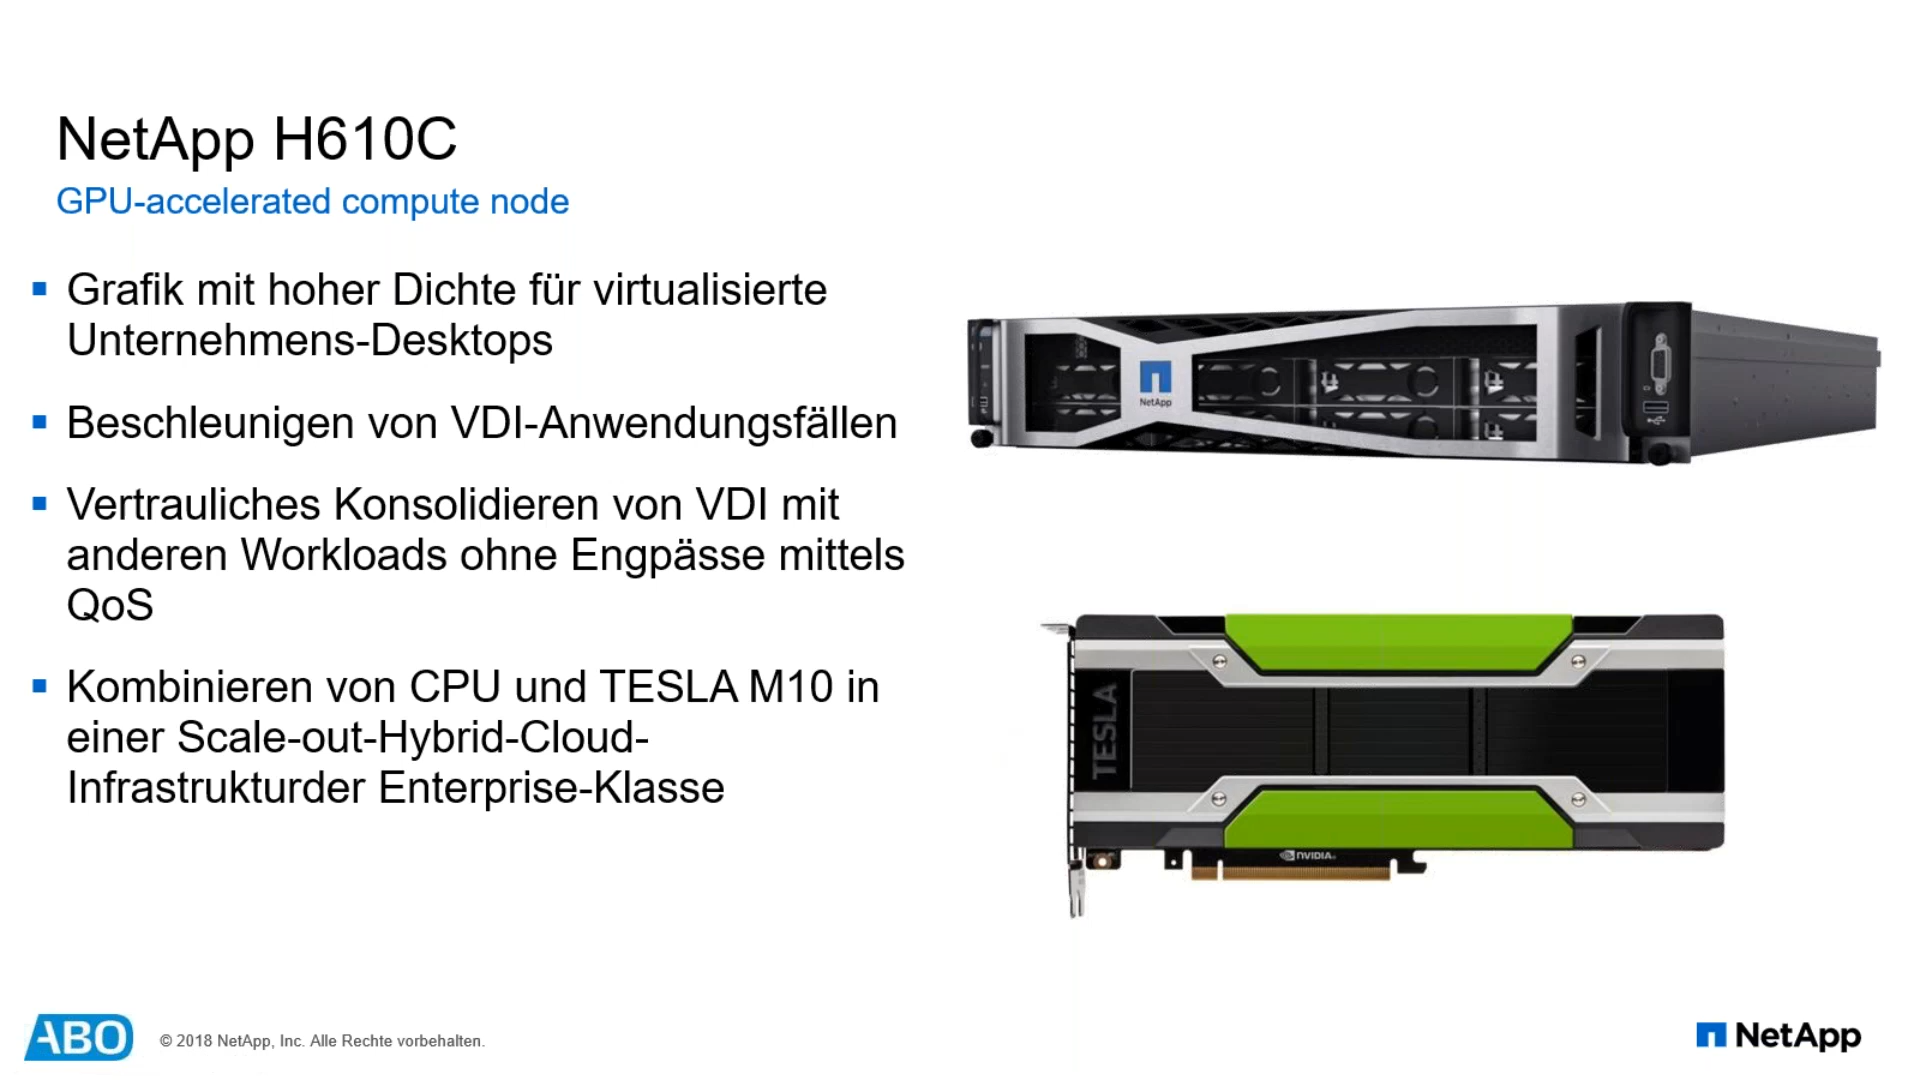 NetApp H610C
GPU-accelerated compute node
Grafik mit hoher Dichte für virtualisierte
Unternehmens-Desktops
Beschleunigen von VDI-Anwendungsfällen
Vertrauliches Konsolidieren von VDI mit
anderen Workloads ohne Engpässe mittels
QoS
Kombinieren von CPU und TESLA M10 in
einer Scale-out-Hybrid-Cloud-
Infrastrukturder Enterprise-Klasse
NetApp
TESLA
NVIDIA
ABO
© 2018 NetApp, Inc. Alle Rechte vorbehalten.
NetApp